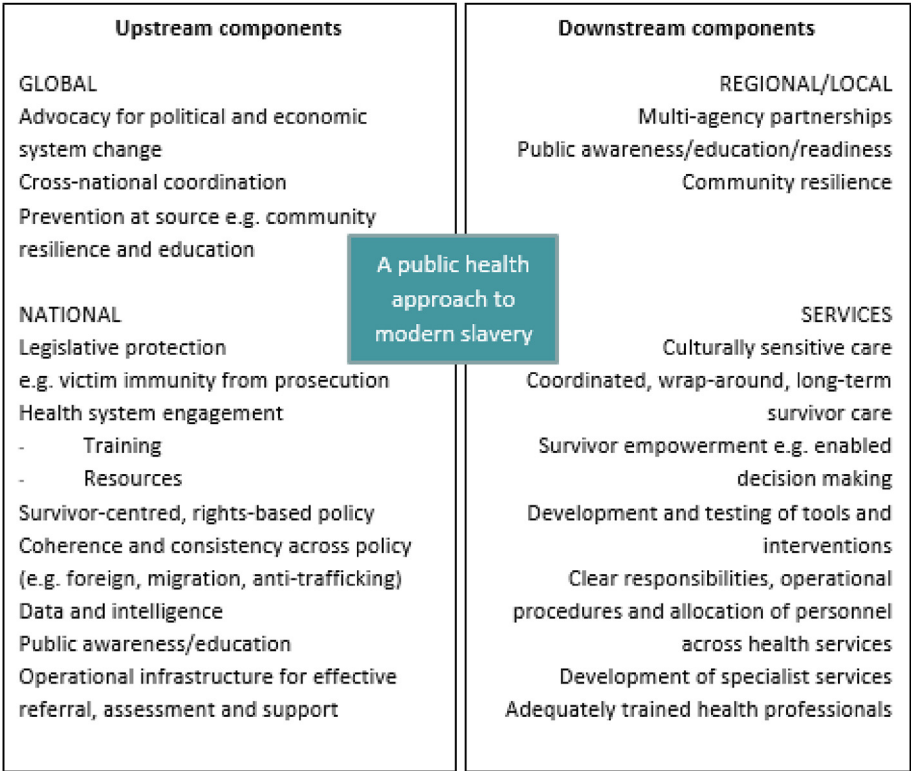 Upstream components
GLOBAL
Advocacy for political and economic
system change
Cross-national coordination
Prevention at source e.g. community
resilience and education
NATIONAL
Legislative protection
e.g. victim immunity from prosecution
Health system engagement
- Training
- Resources
Survivor-centred, rights-based policy
Coherence and consistency across policy
(e.g. foreign, migration, anti-trafficking)
Data and intelligence
Public awareness/education
Operational infrastructure for effective
referral, assessment and support
A public health
approach to
modern slavery
Downstream components
REGIONAL/LOCAL
Multi-agency partnerships
Public awareness/education/readiness
Community resilience
SERVICES
Culturally sensitive care
Coordinated, wrap-around, long-term
survivor care
Survivor empowerment e.g. enabled
decision making
Development and testing of tools and
interventions
Clear responsibilities, operational
procedures and allocation of personnel
across health services
Development of specialist services
Adequately trained health professionals